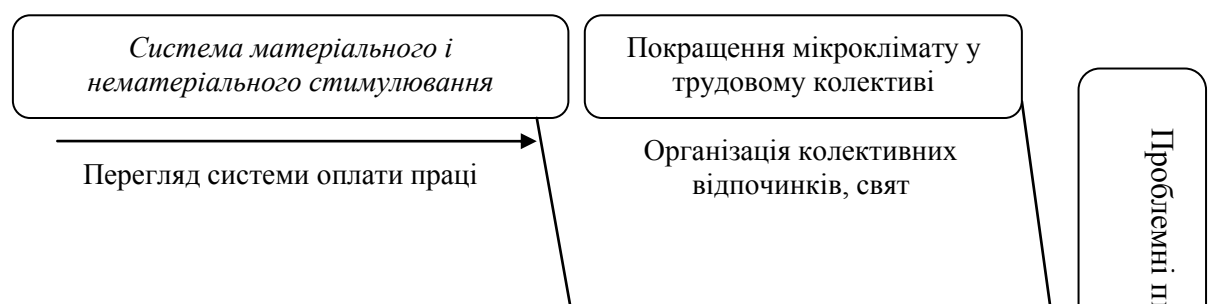 Система матеріального і
нематеріального стимулювання
Покращення мікроклімату у
трудовому колективі
Перегляд системи оплати праці
Організація колективних
відпочинків, свят
Проблемні